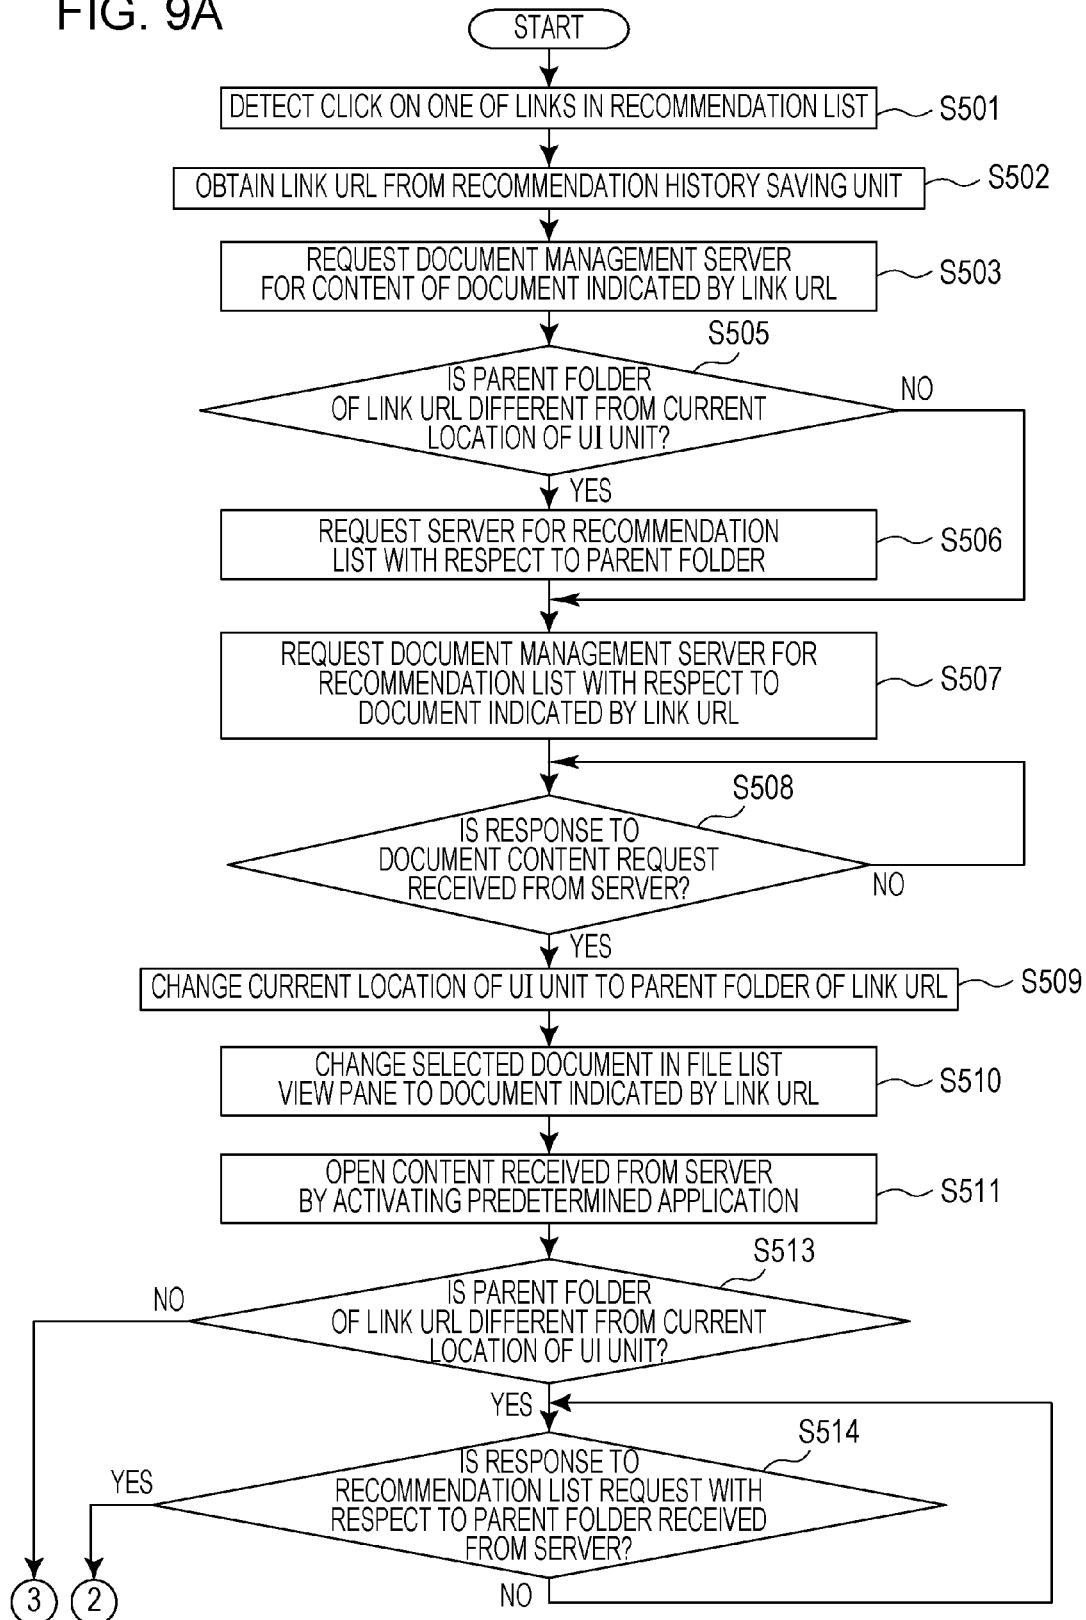 FIG. 9A
START
DETECT CLICK ON ONE OF LINKS IN RECOMMENDATION LIST
S501
OBTAIN LINK URL FROM RECOMMENDATION HISTORY SAVING UNIT
S502
REQUEST DOCUMENT MANAGEMENT SERVER
FOR CONTENT OF DOCUMENT INDICATED BY LINK URL
S503
S505
IS PARENT FOLDER
OF LINK URL DIFFERENT FROM CURRENT
LOCATION OF UI UNIT?
NO
YES
REQUEST SERVER FOR RECOMMENDATION
LIST WITH RESPECT TO PARENT FOLDER
S506
REQUEST DOCUMENT MANAGEMENT SERVER FOR
RECOMMENDATION LIST WITH RESPECT TO
DOCUMENT INDICATED BY LINK URL
S507
S508
IS RESPONSE TO
DOCUMENT CONTENT REQUEST
RECEIVED FROM SERVER?
NO
YES
CHANGE CURRENT LOCATION OF UI UNIT TO PARENT FOLDER OF LINK URL
S509
CHANGE SELECTED DOCUMENT IN FILE LIST
VIEW PANE TO DOCUMENT INDICATED BY LINK URL
S510
OPEN CONTENT RECEIVED FROM SERVER
BY ACTIVATING PREDETERMINED APPLICATION
S511
S513
IS PARENT FOLDER
OF LINK URL DIFFERENT FROM CURRENT
LOCATION OF UI UNIT?
NO
YES
S514
IS RESPONSE TO
RECOMMENDATION LIST REQUEST WITH
RESPECT TO PARENT FOLDER RECEIVED
FROM SERVER?
YES
NO
3
2